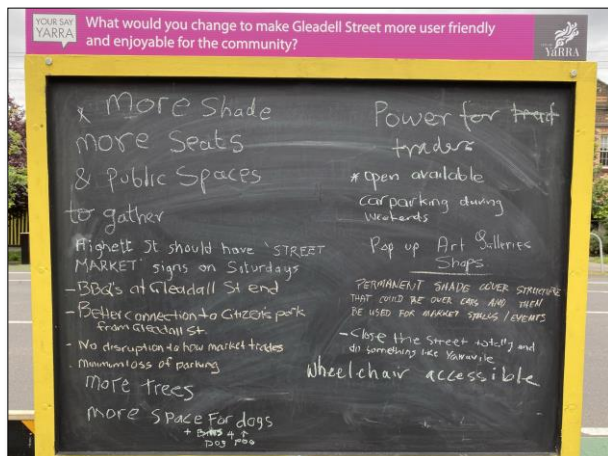 YOUR SAY
YARRA
What would you change to make Gleadell Street more user friendly
and enjoyable for the community?
YaRRA
x More Shade
more Seats
& Public Spaces
to gather
Highett St should have 'STREET
MARKET' signs on Saturdays
- BBQ's at Gleadall St end
- Better connection to Citizen's park
from Gleadall St.
- No disruption to how market trades
. Minimum loss of parking
more trees
more space For dogs
+ Bins 4 ↑
Dog Poo
Power for
traders
* open available
carparking during
weekends
Pop up Art Galleries
Shops
PERMANENT SHADE COVER STRUCTURE
THAT COULD BE OVER CARS AND THEN
BE USED FOR MARKET STALLS / EVENTS
- Close the street totally and
do something like Yarraville
Wheelchair accessible